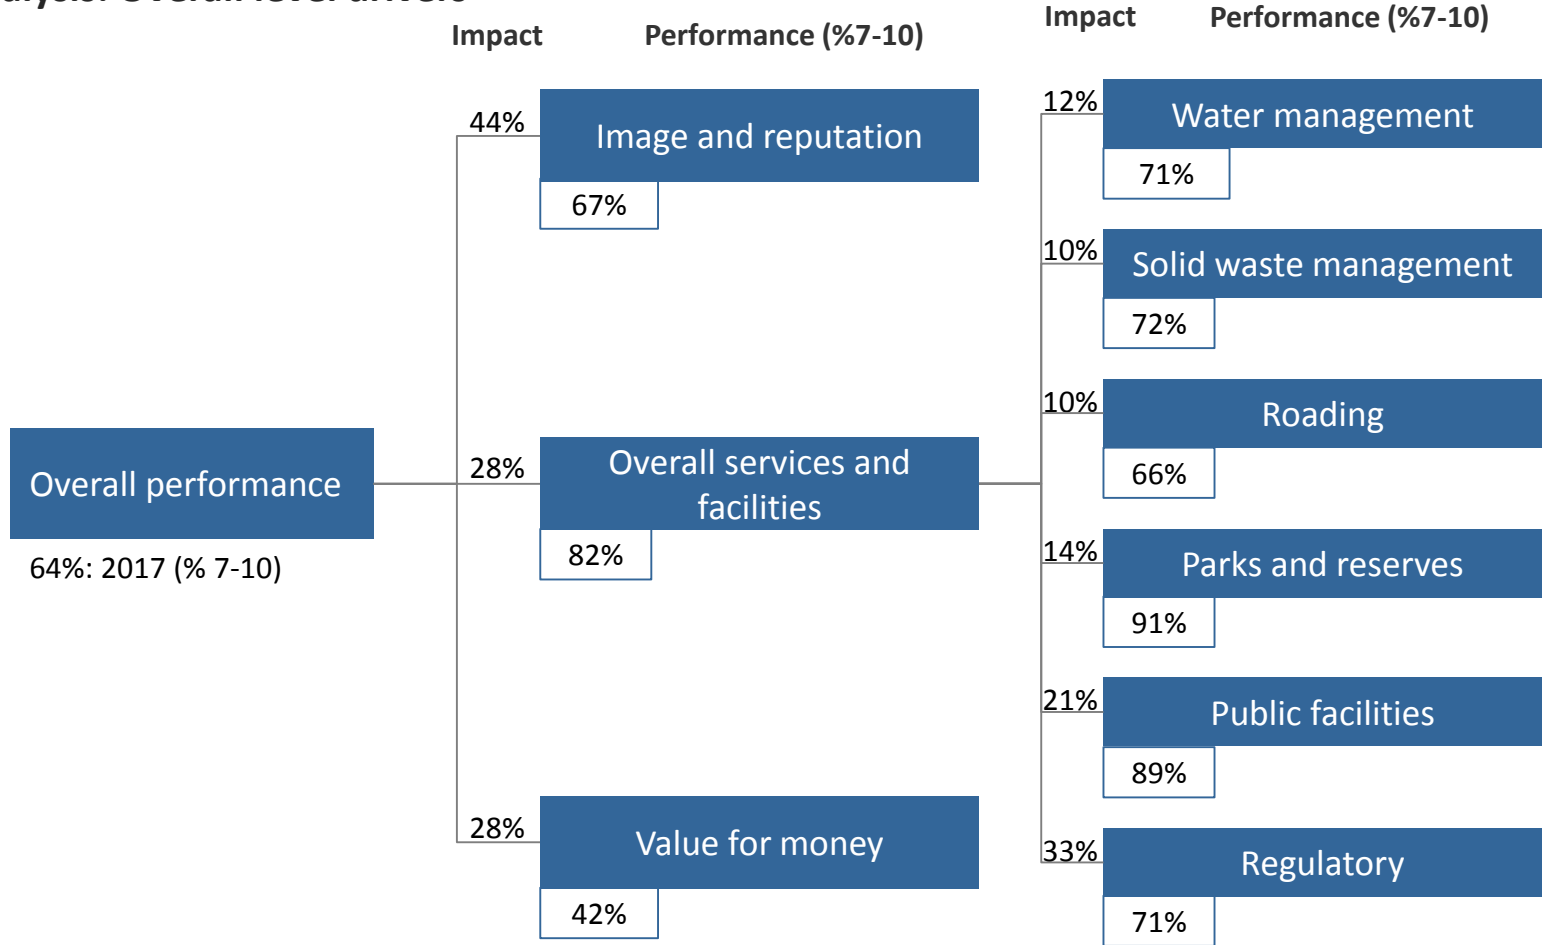 Impact
Performance (%7-10)
Impact
Performance (%7-10)
44%
Image and reputation
67%
28%
Overall services and
facilities
82%
28%
Value for money
42%
Overall performance
64%: 2017 (% 7-10)
12%
Water management
71%
10%
Solid waste management
72%
10%
Roading
66%
14%
Parks and reserves
91%
21%
Public facilities
89%
33%
Regulatory
71%